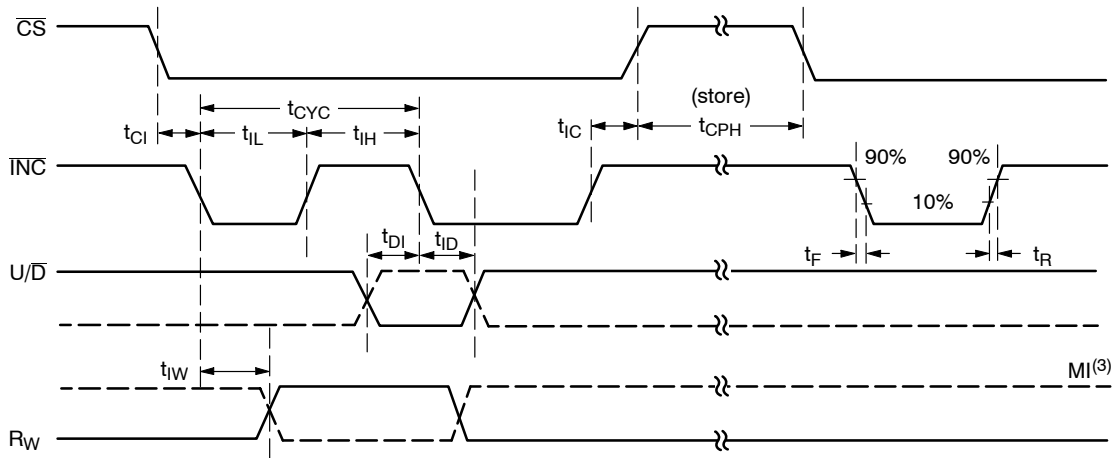 CS
(store)
tCYC
tCI
tIL
tIH
tIC
tCPH
INC
90%
90%
10%
tDI
tID
tF
tR
U/D
tIW
MI(3)
RW